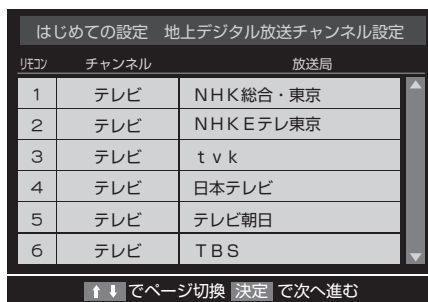 はじめての設定　地上デジタル放送チャンネル設定
リモコン　チャンネル　放送局
1　テレビ　ＮＨＫ総合・東京
2　テレビ　ＮＨＫＥテレ東京
3　テレビ　ｔｖｋ
4　テレビ　日本テレビ
5　テレビ　テレビ朝日
6　テレビ　ＴＢＳ
⬆⬇でページ切換 決定 で次へ進む